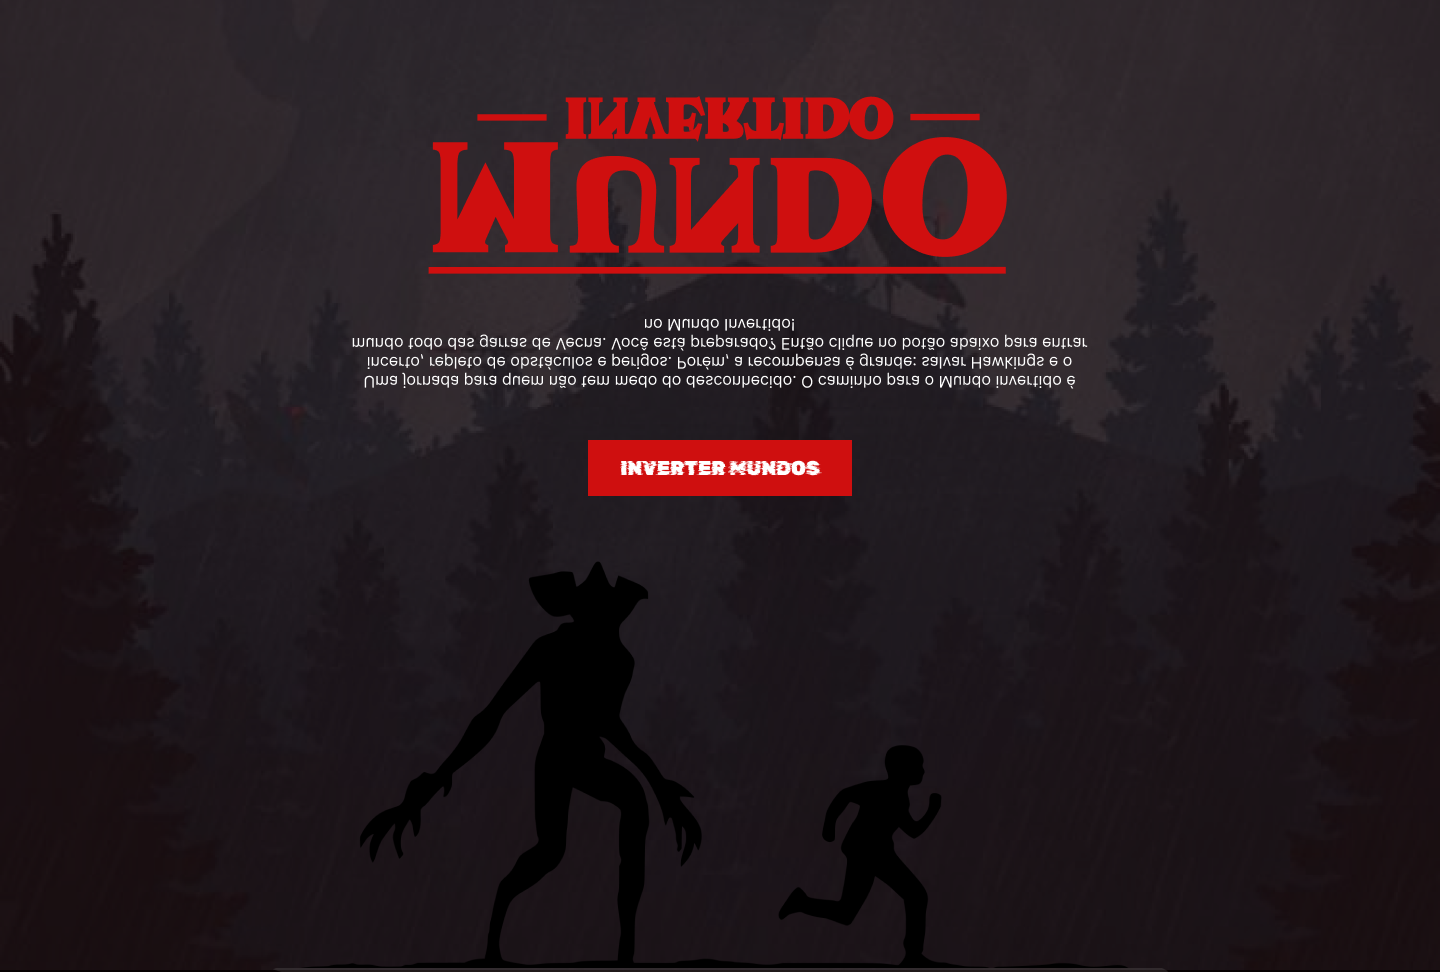 MUNDO
INVERTIDO
Uma jornada para quem não tem medo do desconhecido. O caminho para o Mundo invertido é
incerto, repleto de obstáculos e perigos. Porém, a recompensa é grande: salvar Hawkings e o
mundo todo das garras de Vecna. Você está preparado? Então clique no botão abaixo para entrar
no Mundo Invertido!
INVERTER MUNDOS